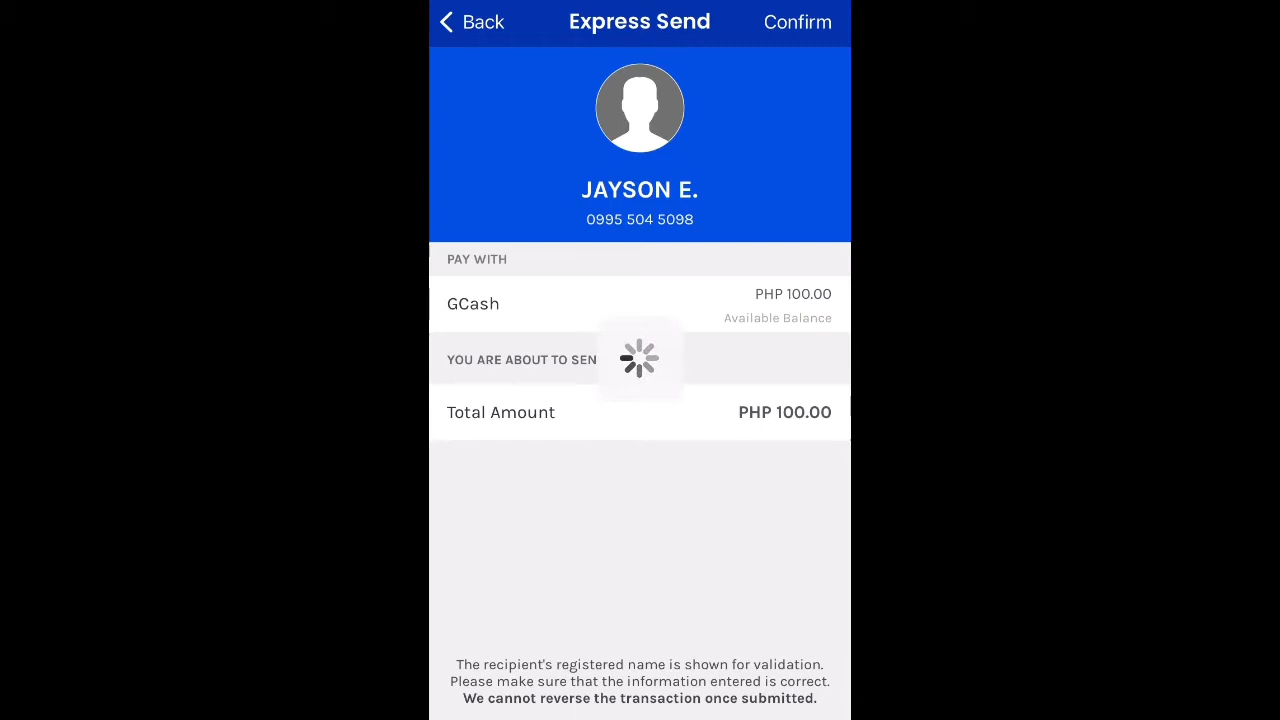 Back
Express Send
Confirm
JAYSON E.
0995 504 5098
PAY WITH
GCash
PHP 100.00
Available Balance
YOU ARE ABOUT TO SEN
Total Amount
PHP 100.00
The recipient's registered name is shown for validation.
Please make sure that the information entered is correct.
We cannot reverse the transaction once submitted.